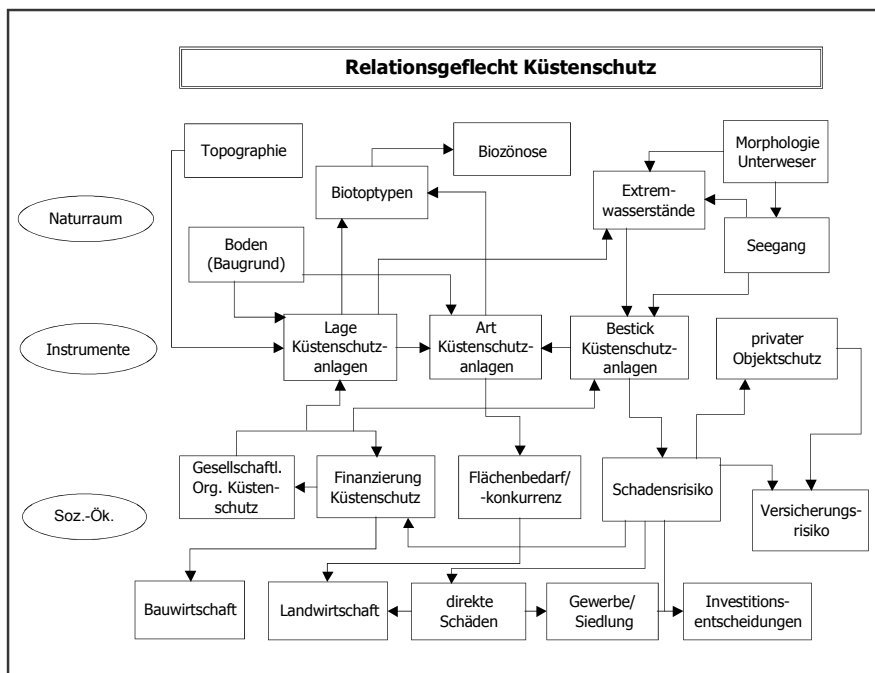 Relationsgeflecht Küstenschutz
Topographie
Biozönose
Morphologie
Unterweser
Biotoptypen
Extrem-
wasserstände
Naturraum
Boden
(Baugrund)
Seegang
Lage
Küstenschutz-
anlagen
Art
Küstenschutz-
anlagen
Bestick
Küstenschutz-
anlagen
privater
Objektschutz
Instrumente
Gesellschaftl.
Org. Küsten-
schutz
Finanzierung
Küstenschutz
Flächenbedarf/
-konkurrenz
Schadensrisiko
Versicherungs-
risiko
Soz.-Ök.
Bauwirtschaft
Landwirtschaft
direkte
Schäden
Gewerbe/
Siedlung
Investitions-
entscheidungen